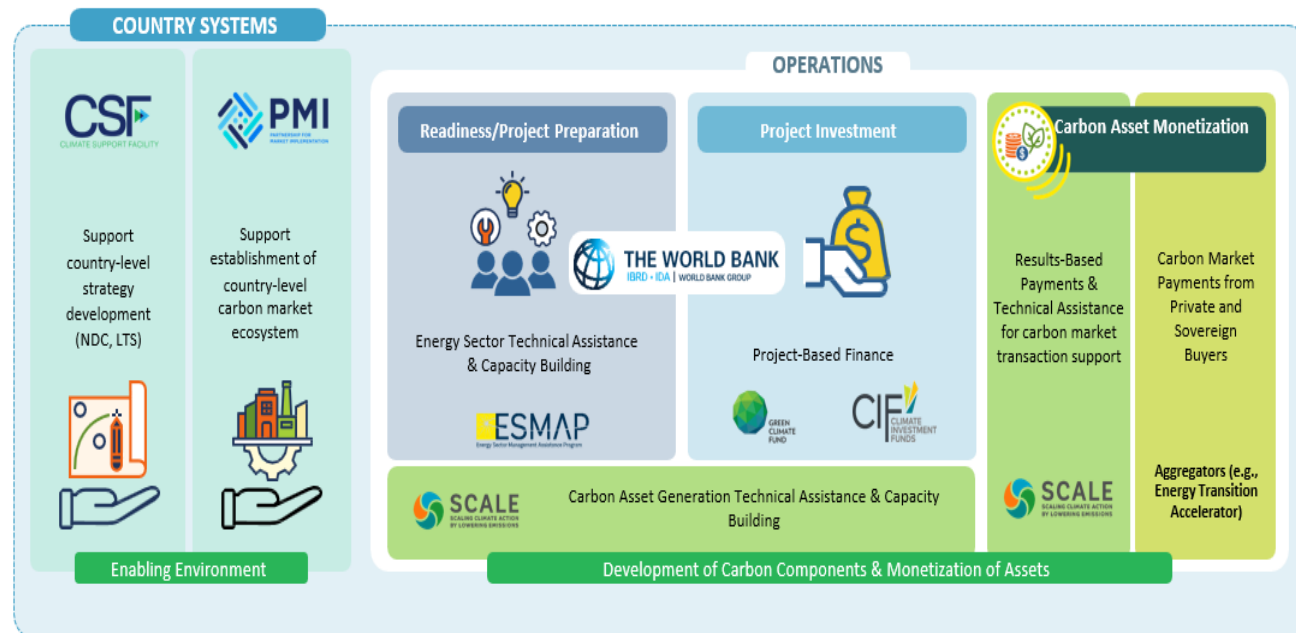 COUNTRY SYSTEMS
CSF
CLIMATE SUPPORT FACILITY
Support
country-level
strategy
development
(NDC, LTS)
PMI
PARTNERSHIP FOR
MARKET IMPLEMENTATION
Support
establishment of
country-level
carbon market
ecosystem
Enabling Environment
OPERATIONS
Readiness/Project Preparation
Energy Sector Technical Assistance
& Capacity Building
ESMAP
Energy Sector Management Assistance Program
THE WORLD BANK
IBRD • IDA | WORLD BANK GROUP
Project Investment
$
Project-Based Finance
GREEN
CLIMATE
FUND
CIF
CLIMATE
INVESTMENT
FUNDS
SCALE
SCALING CLIMATE ACTION
BY LOWERING EMISSIONS
Carbon Asset Generation Technical Assistance & Capacity
Building
$
Carbon Asset Monetization
Results-Based
Payments &
Technical Assistance
for carbon market
transaction support
SCALE
SCALING CLIMATE ACTION
BY LOWERING EMISSIONS
Carbon Market
Payments from
Private and
Sovereign
Buyers
Aggregators (e.g.,
Energy Transition
Accelerator)
Development of Carbon Components & Monetization of Assets